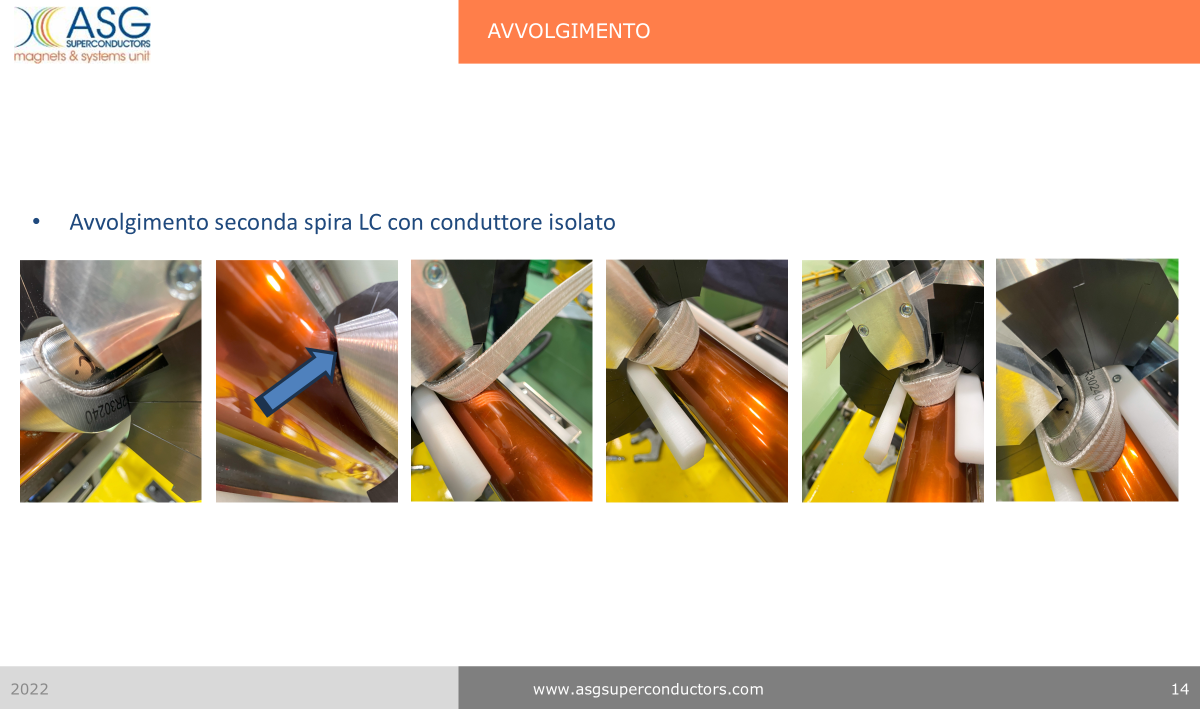 ASG
SUPERCONDUCTORS
magnets & systems unit
AVVOLGIMENTO
• Avvolgimento seconda spira LC con conduttore isolato
2022
www.asgsuperconductors.com
14